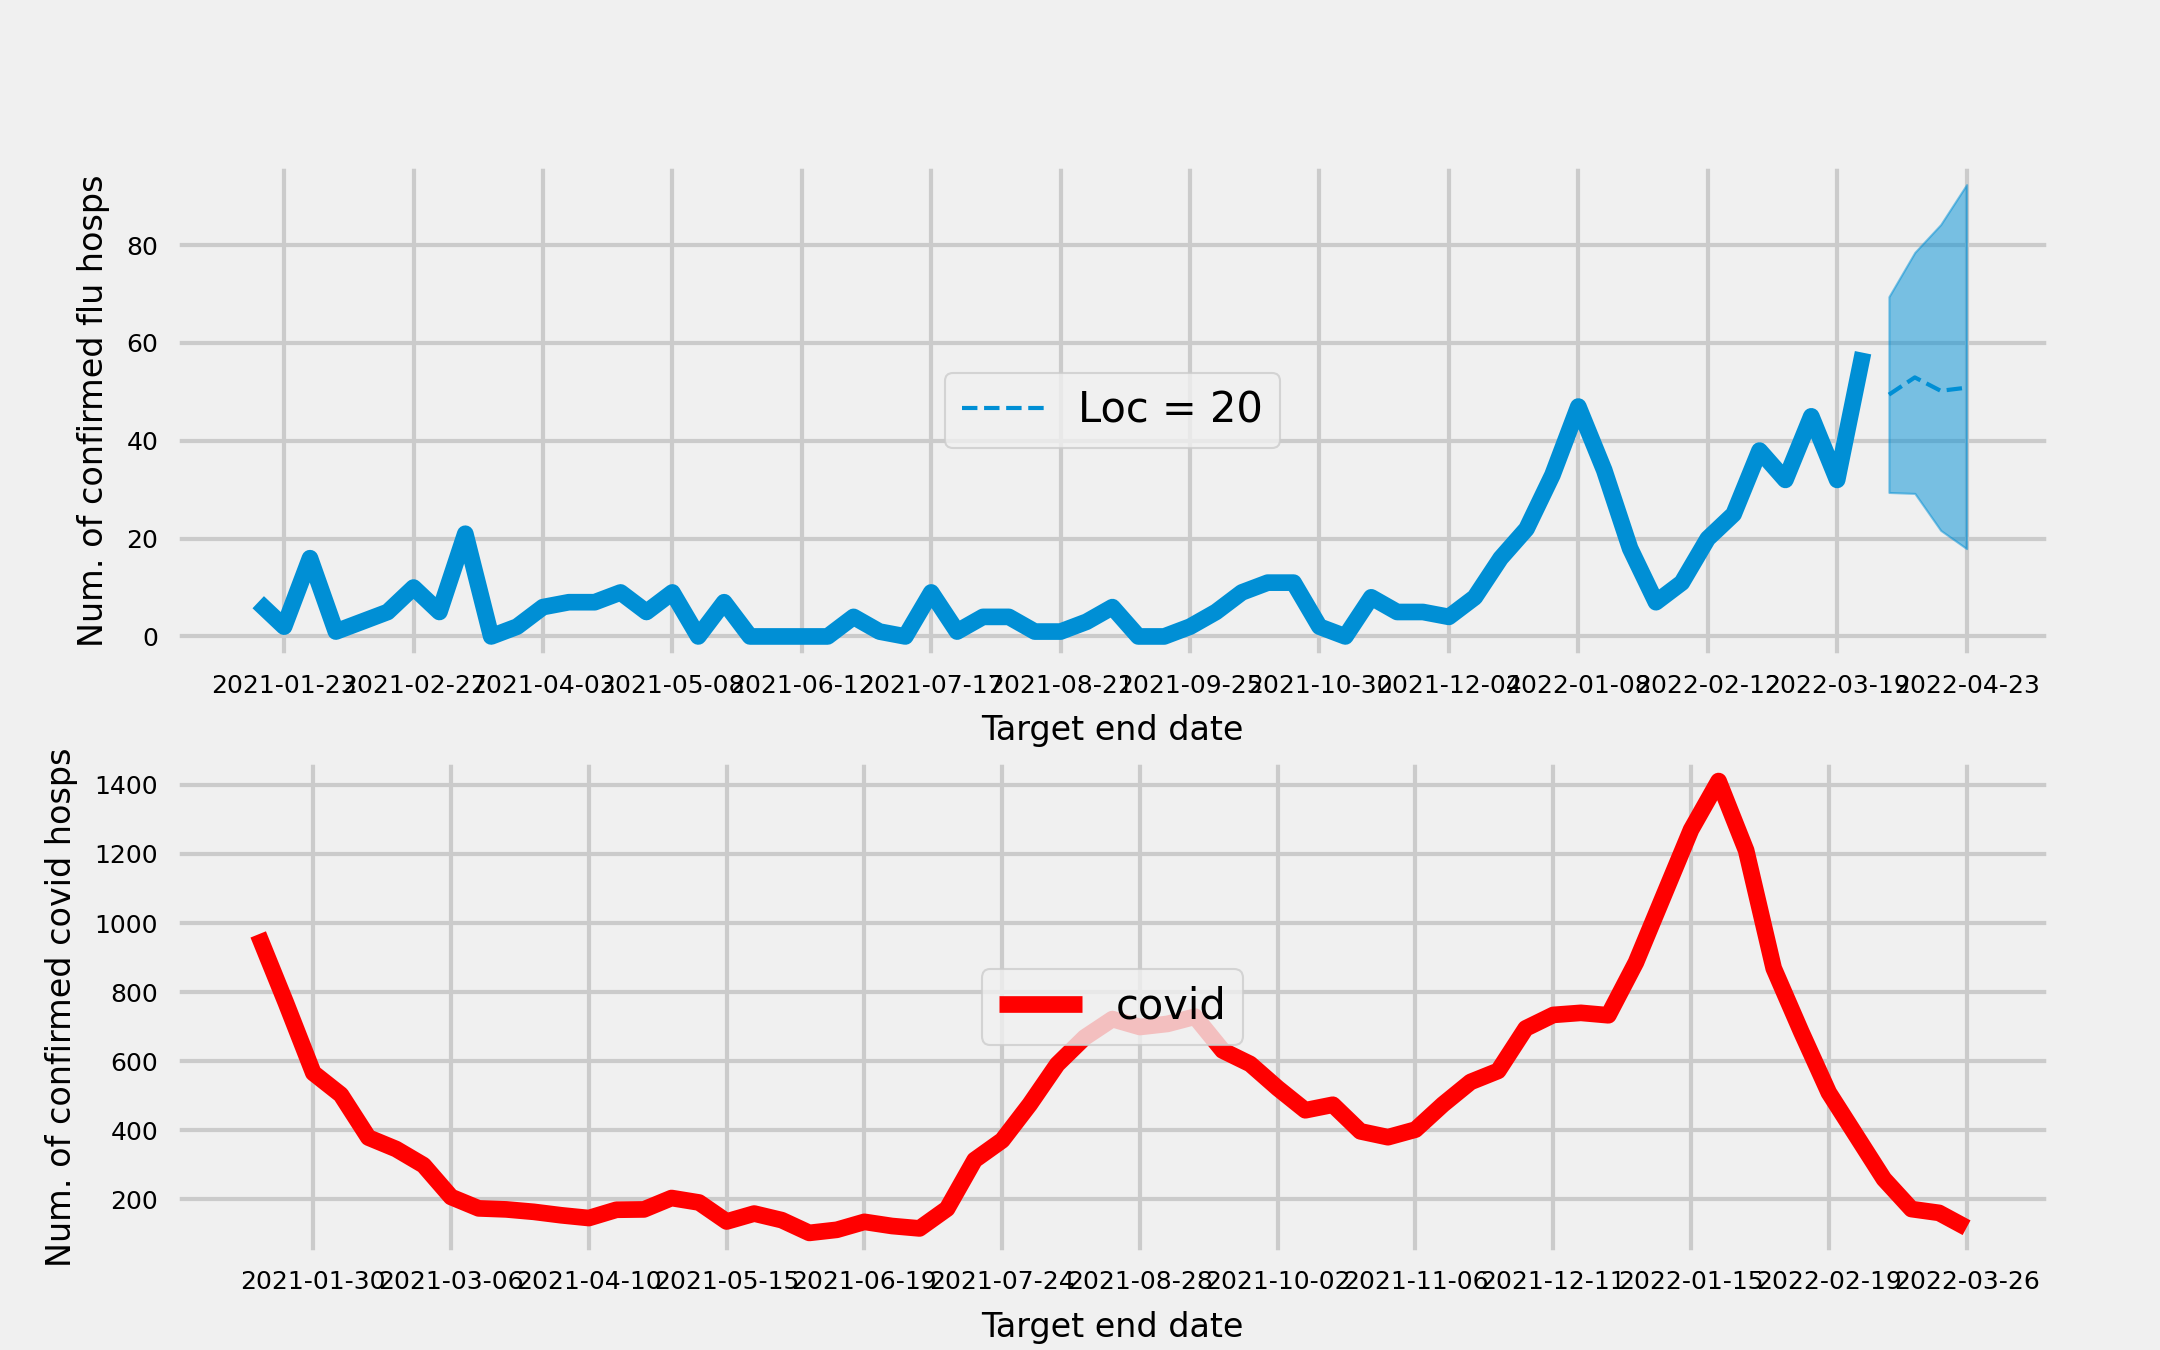 Num. of confirmed flu hosps
80
60
40
20
0
Loc = 20
2021-01-23 2021-02-27 2021-04-03 2021-05-08 2021-06-12 2021-07-17 2021-08-21 2021-09-25 2021-10-30 2021-12-04 2022-01-08 2022-02-12 2022-03-19 2022-04-23
Target end date
Num. of confirmed covid hosps
1400
1200
1000
800
600
400
200
covid
2021-01-30 2021-03-06 2021-04-10 2021-05-15 2021-06-19 2021-07-24 2021-08-28 2021-10-02 2021-11-06 2021-12-11 2022-01-15 2022-02-19 2022-03-26
Target end date